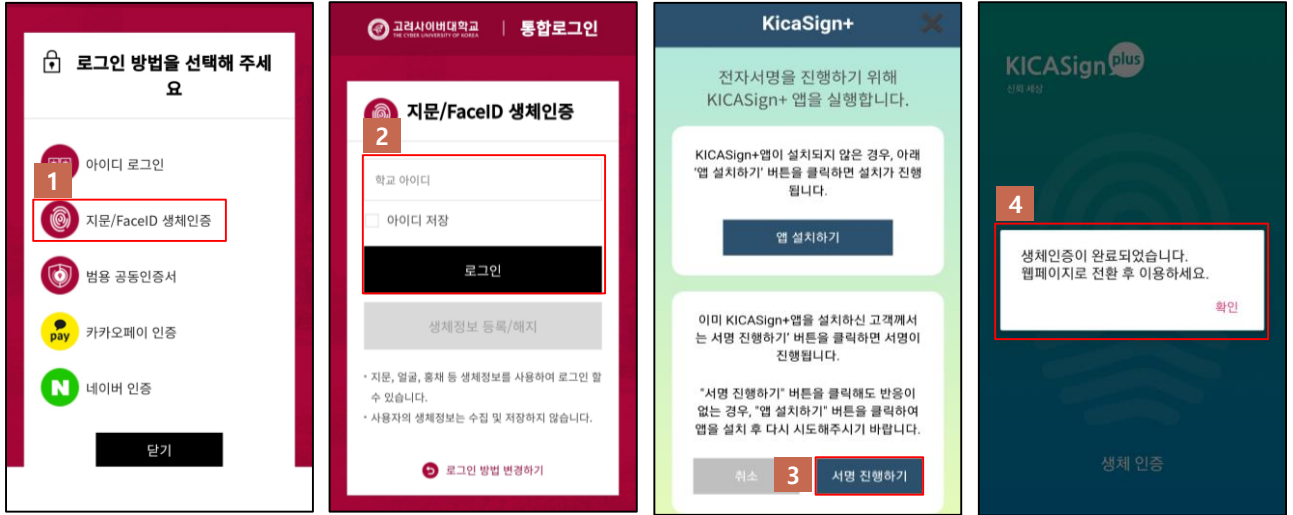 로그인 방법을 선택해 주세
요
1
아이디 로그인
지문/FaceID 생체인증
범용 공동인증서
pay
카카오페이 인증
N
네이버 인증
닫기
고려사이버대학교
THE CYBER UNIVERSITY OF KOREA
통합로그인
지문/FaceID 생체인증
2
학교 아이디
아이디 저장
로그인
생체정보 등록/해지
• 지문, 얼굴, 홍채 등 생체정보를 사용하여 로그인 할
수 있습니다.
• 사용자의 생체정보는 수집 및 저장하지 않습니다.
로그인 방법 변경하기
KicaSign+
전자서명을 진행하기 위해
KICASign+ 앱을 실행합니다.
KICASign+앱이 설치되지 않은 경우, 아래
'앱 설치하기' 버튼을 클릭하면 설치가 진행
됩니다.
앱 설치하기
이미 KICASign+앱을 설치하신 고객께서
는 서명 진행하기' 버튼을 클릭하면 서명이
진행됩니다.
"서명 진행하기" 버튼을 클릭해도 반응이
없는 경우, "앱 설치하기" 버튼을 클릭하여
앱을 설치 후 다시 시도해주시기 바랍니다.
취소
3
서명 진행하기
KICASign plus
신뢰 세상
4
생체인증이 완료되었습니다.
웹페이지로 전환 후 이용하세요.
확인
생체 인증